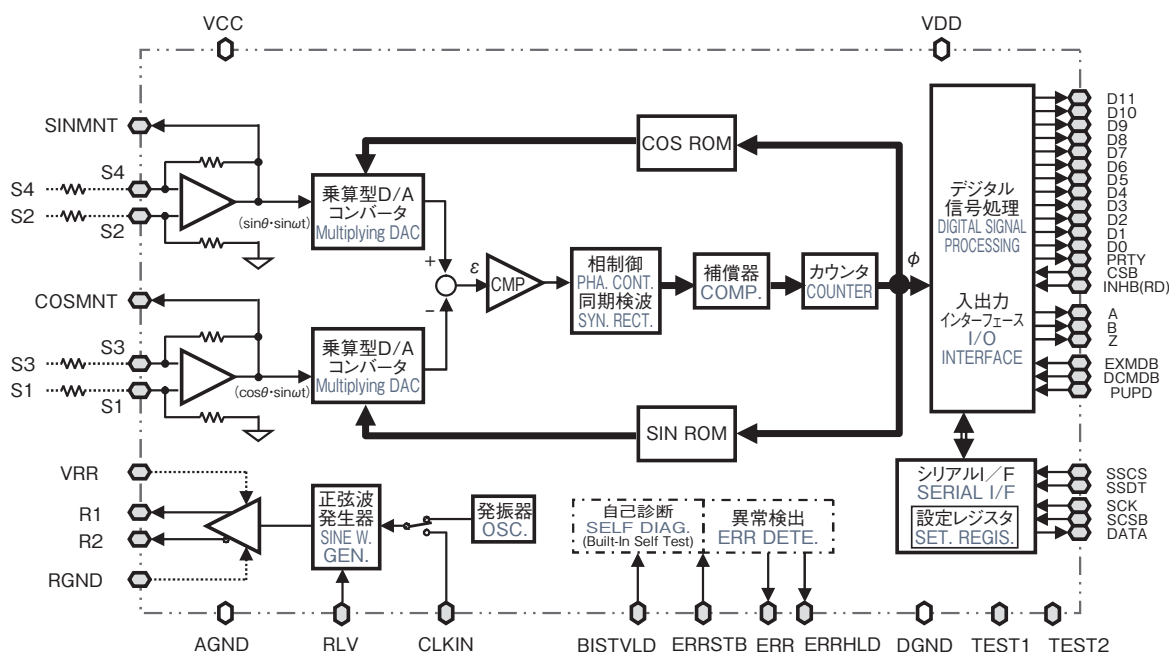 VCC
VDD
SINMNT
S4
S4
S2
S2
(sinθ・sinωt)
乗算型D/A
コンバータ
Multiplying DAC
COS ROM
COSMNT
S3
S3
S1
S1
(cosθ・sinωt)
乗算型D/A
コンバータ
Multiplying DAC
SIN ROM
+
−
ε
CMP
相制御
PHA. CONT.
同期検波
SYN. RECT.
補償器
COMP.
カウンタ
COUNTER
φ
デジタル
信号処理
DIGITAL SIGNAL
PROCESSING
入出力
インターフェース
I/O
INTERFACE
D11
D10
D9
D8
D7
D6
D5
D4
D3
D2
D1
D0
PRTY
CSB
INHB(RD)
A
B
Z
EXMDB
DCMDB
PUPD
シリアルI/F
SERIAL I/F
設定レジスタ
SET. REGIS.
SSCS
SSDT
SCK
SCSB
DATA
VRR
R1
R2
RGND
正弦波
発生器
SINE W.
GEN.
発振器
OSC.
自己診断
SELF DIAG.
(Built-In Self Test)
異常検出
ERR DETE.
AGND
RLV
CLKIN
BISTVLD
ERRSTB
ERR
ERRHLD
DGND
TEST1
TEST2